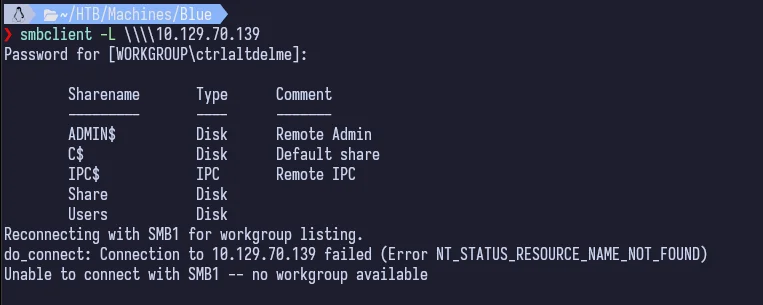 ~/HTB/Machines/Blue
❯ smbclient -L \\\\10.129.70.139
Password for [WORKGROUP\ctrlaltdelme]:
Sharename Type Comment
--------- ---- -------
ADMIN$ Disk Remote Admin
C$ Disk Default share
IPC$ IPC Remote IPC
Share Disk
Users Disk
Reconnecting with SMB1 for workgroup listing.
do_connect: Connection to 10.129.70.139 failed (Error NT_STATUS_RESOURCE_NAME_NOT_FOUND)
Unable to connect with SMB1 -- no workgroup available